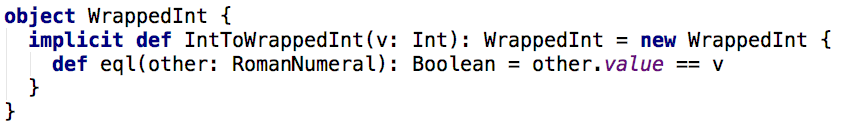 object WrappedInt {
  implicit def IntToWrappedInt(v: Int): WrappedInt = new WrappedInt {
    def eql(other: RomanNumeral): Boolean = other.value == v
  }
}